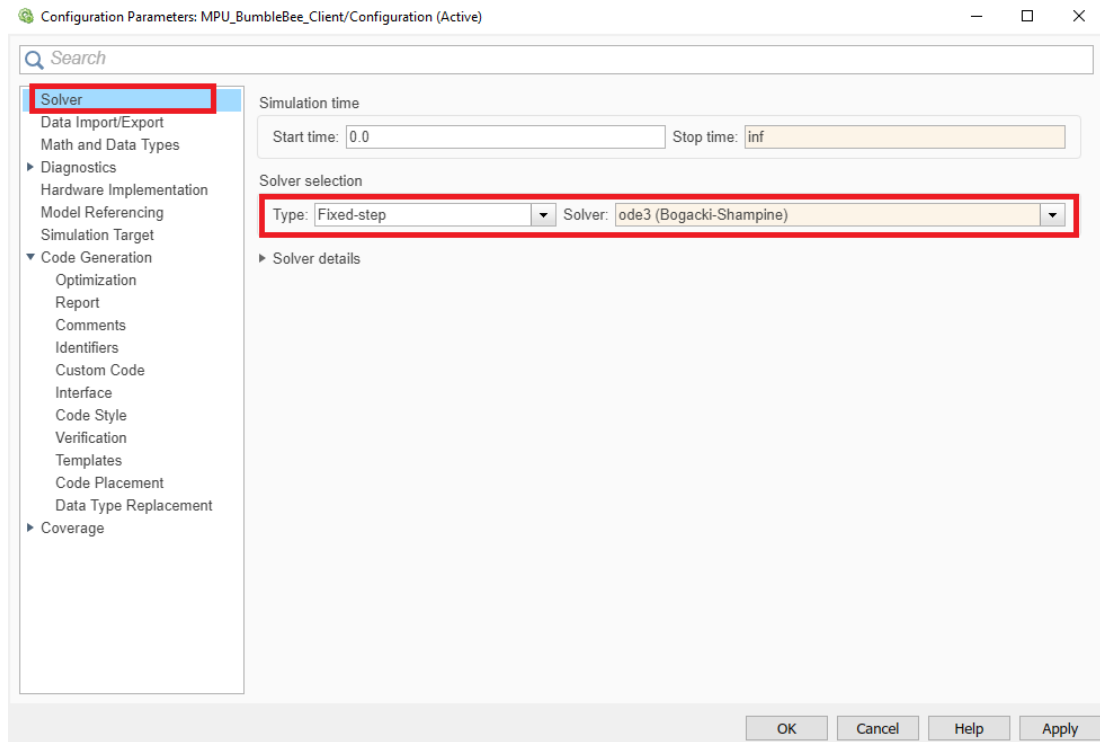 Configuration Parameters: MPU_BumbleBee_Client/Configuration (Active)
Search
Solver
Data Import/Export
Math and Data Types
Diagnostics
Hardware Implementation
Model Referencing
Simulation Target
Code Generation
Optimization
Report
Comments
Identifiers
Custom Code
Interface
Code Style
Verification
Templates
Code Placement
Data Type Replacement
Coverage
Simulation time
Start time: 0.0 Stop time: inf
Solver selection
Type: Fixed-step Solver: ode3 (Bogacki-Shampine)
Solver details
OK Cancel Help Apply